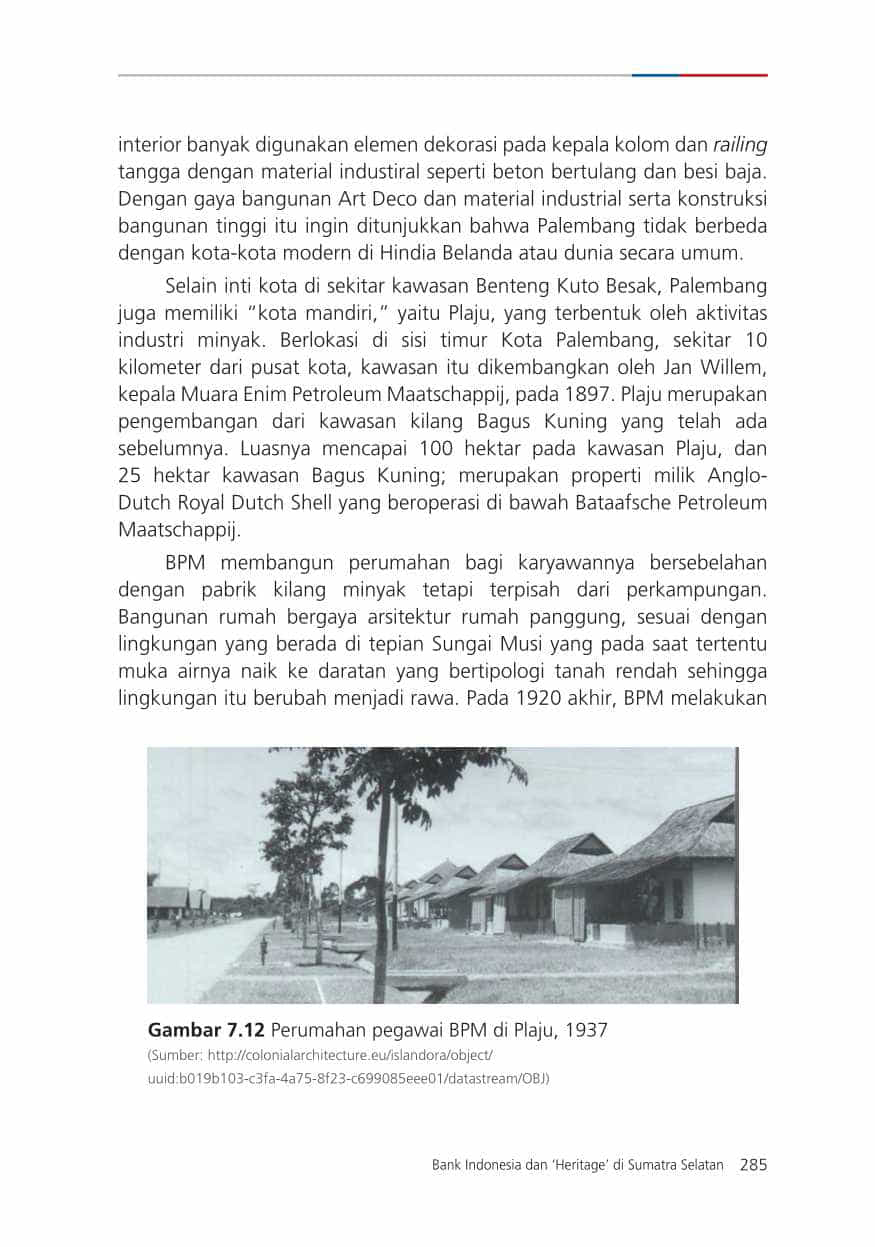 interior banyak digunakan elemen dekorasi pada kepala kolom dan railing
tangga dengan material industiral seperti beton bertulang dan besi baja.
Dengan gaya bangunan Art Deco dan material industrial serta konstruksi
bangunan tinggi itu ingin ditunjukkan bahwa Palembang tidak berbeda
dengan kota-kota modern di Hindia Belanda atau dunia secara umum.
Selain inti kota di sekitar kawasan Benteng Kuto Besak, Palembang
juga memiliki “kota mandiri,” yaitu Plaju, yang terbentuk oleh aktivitas
industri minyak. Berlokasi di sisi timur Kota Palembang, sekitar 10
kilometer dari pusat kota, kawasan itu dikembangkan oleh Jan Willem,
kepala Muara Enim Petroleum Maatschappij, pada 1897. Plaju merupakan
pengembangan dari kawasan kilang Bagus Kuning yang telah ada
sebelumnya. Luasnya mencapai 100 hektar pada kawasan Plaju, dan
25 hektar kawasan Bagus Kuning; merupakan properti milik Anglo-
Dutch Royal Dutch Shell yang beroperasi di bawah Bataafsche Petroleum
Maatschappij.
BPM membangun perumahan bagi karyawannya bersebelahan
dengan pabrik kilang minyak tetapi terpisah dari perkampungan.
Bangunan rumah bergaya arsitektur rumah panggung, sesuai dengan
lingkungan yang berada di tepian Sungai Musi yang pada saat tertentu
muka airnya naik ke daratan yang bertipologi tanah rendah sehingga
lingkungan itu berubah menjadi rawa. Pada 1920 akhir, BPM melakukan
Gambar 7.12 Perumahan pegawai BPM di Plaju, 1937
(Sumber: http://colonialarchitecture.eu/islandora/object/
uuid:b019b103-c3fa-4a75-8f23-c699085eee01/datastream/OBJ)
Bank Indonesia dan ‘Heritage’ di Sumatra Selatan 285